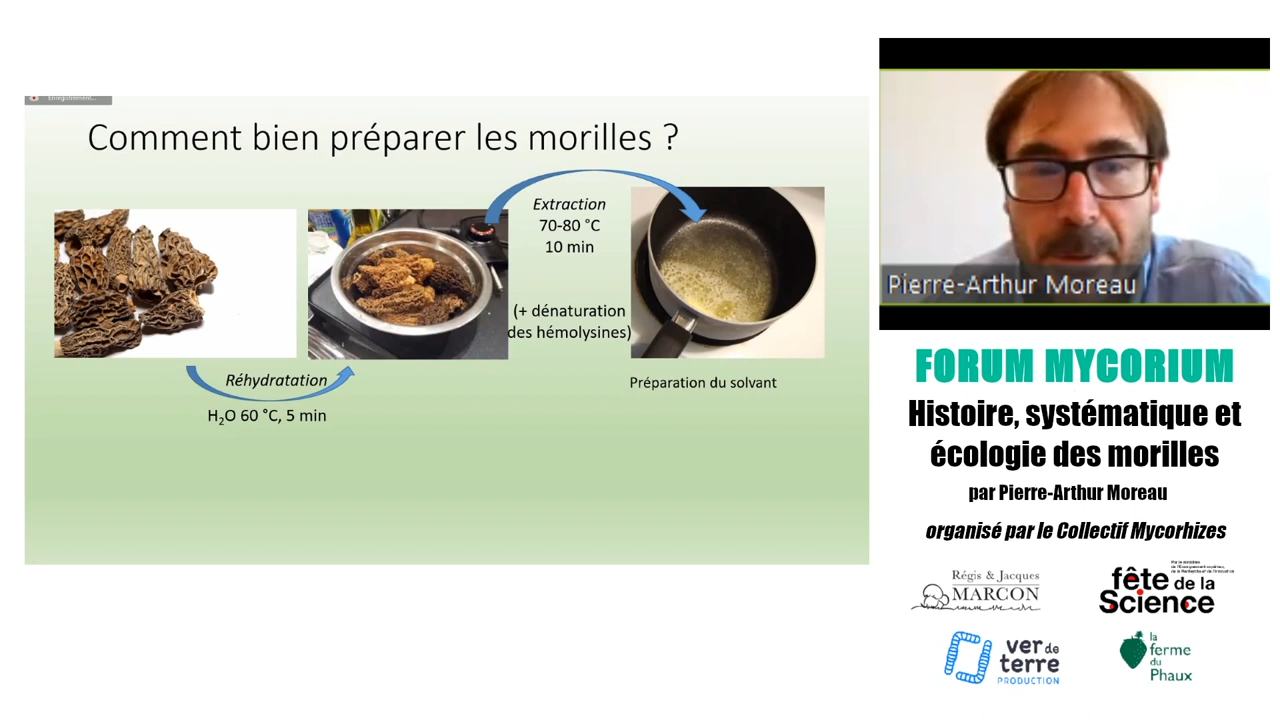 Enregistrement...
Comment bien préparer les morilles ?
Extraction
70-80 °C
10 min
(+ dénaturation
des hémolysines)
Réhydratation
H₂O 60 °C, 5 min
Préparation du solvant
Pierre-Arthur Moreau
FORUM MYCORIUM
Histoire, systématique et
écologie des morilles
par Pierre-Arthur Moreau
organisé par le Collectif Mycorhizes
Régis & Jacques
MARCON
fête de la
Science
ver de
terre
PRODUCTION
la
ferme
du
Phaux